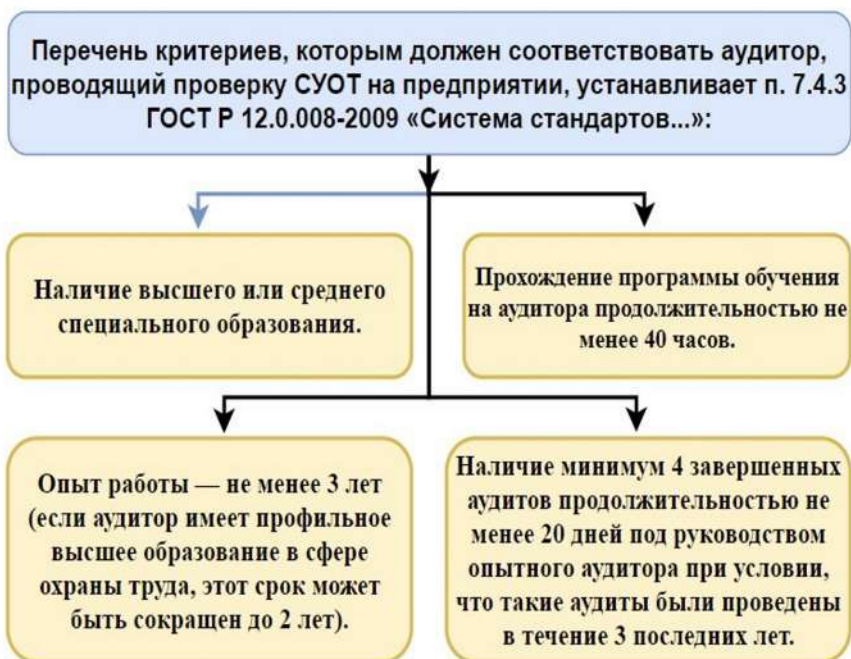 Перечень критериев, которым должен соответствовать аудитор,
проводящий проверку СУОТ на предприятии, устанавливает п. 7.4.3
ГОСТ Р 12.0.008-2009 «Система стандартов...»:
Наличие высшего или среднего
специального образования.
Прохождение программы обучения
на аудитора продолжительностью не
менее 40 часов.
Опыт работы — не менее 3 лет
(если аудитор имеет профильное
высшее образование в сфере
охраны труда, этот срок может
быть сокращен до 2 лет).
Наличие минимум 4 завершенных
аудитов продолжительностью не
менее 20 дней под руководством
опытного аудитора при условии,
что такие аудиты были проведены
в течение 3 последних лет.